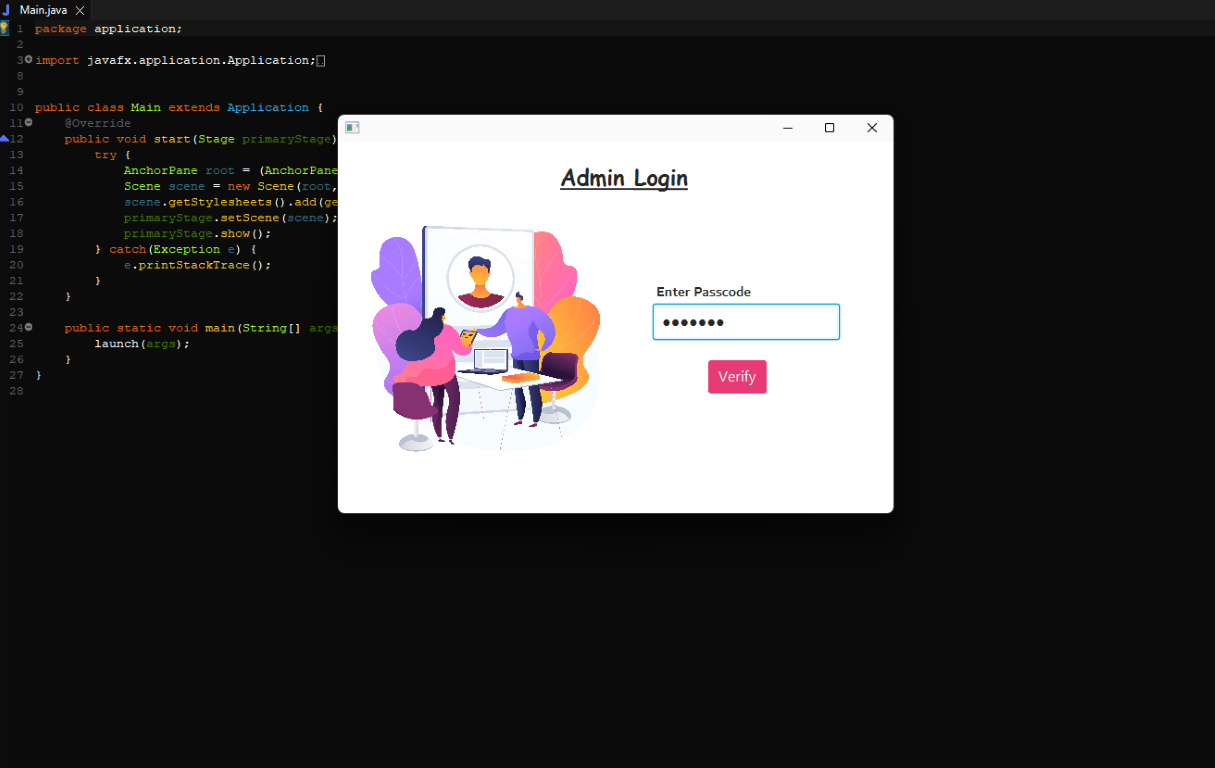 Main.java
1 package application;
2
3 import javafx.application.Application;
8
9
10 public class Main extends Application {
11 @Override
12 public void start(Stage primaryStage)
13 try {
14 AnchorPane root = (AnchorPane
15 Scene scene = new Scene(root,
16 scene.getStylesheets().add(ge
17 primaryStage.setScene(scene);
18 primaryStage.show();
19 } catch(Exception e) {
20 e.printStackTrace();
21 }
22 }
23
24 public static void main(String[] args
25 launch(args);
26 }
27 }
28
Admin Login
Enter Passcode
•••••••
Verify